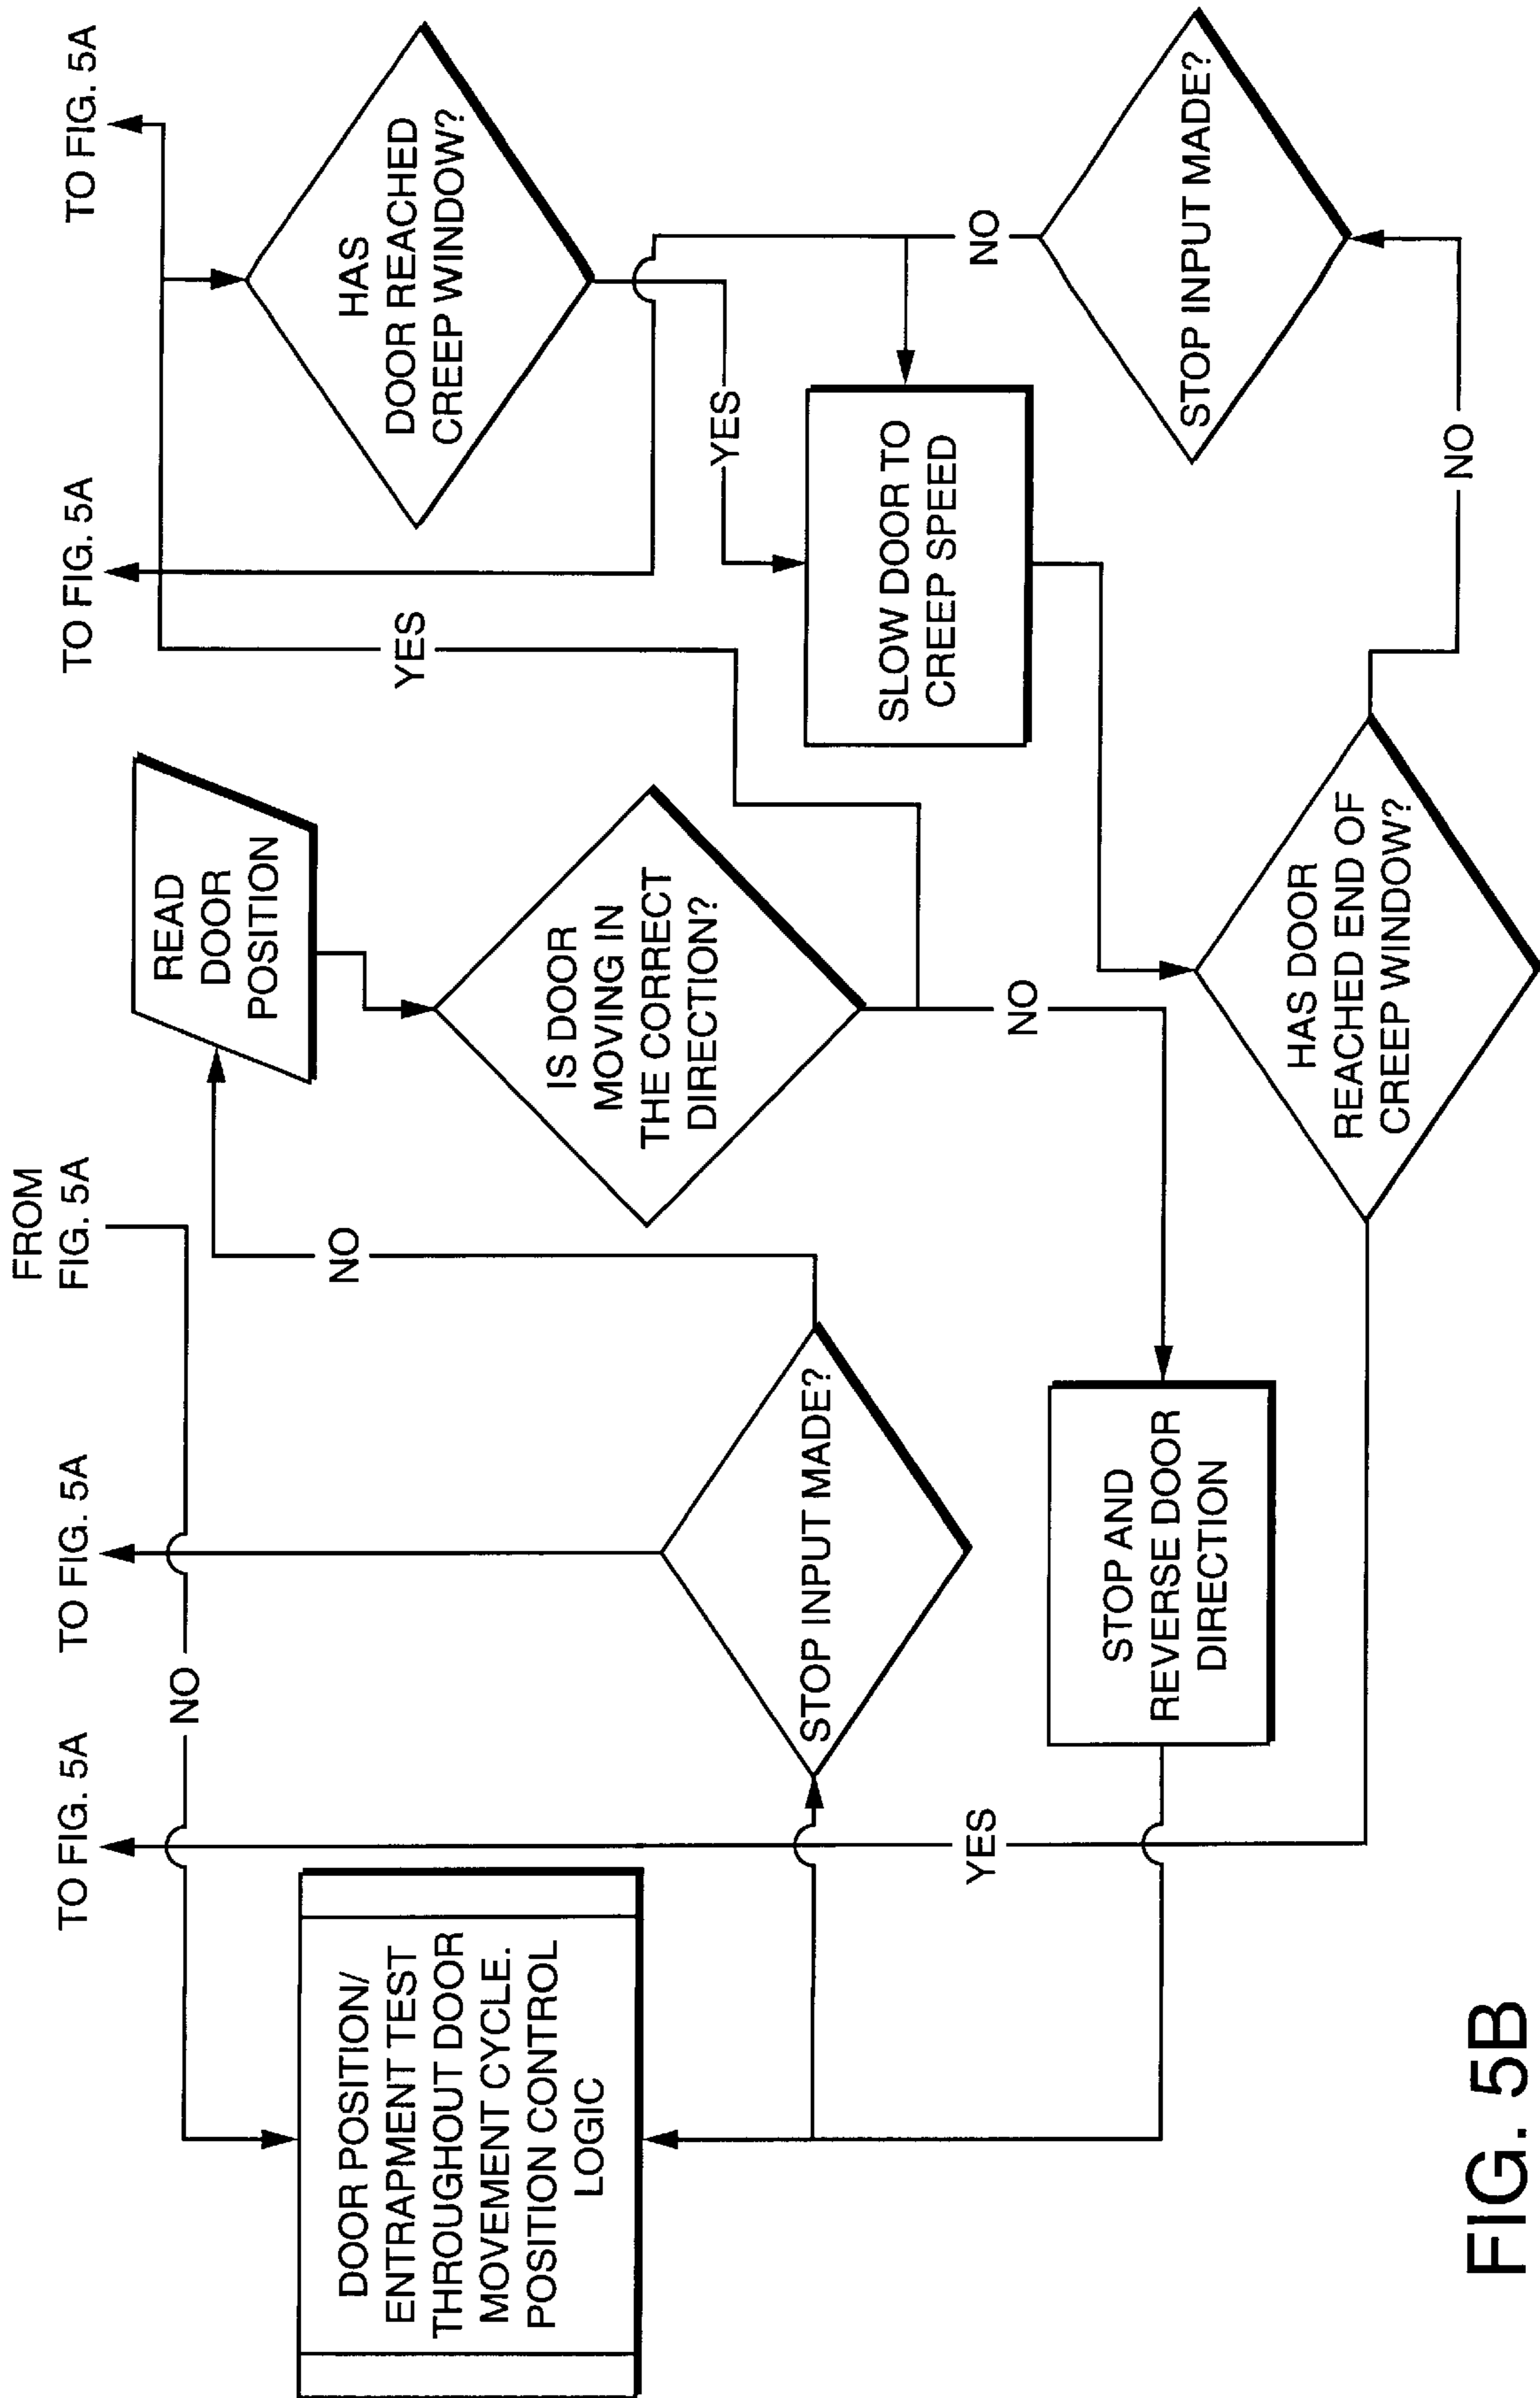 FROM
FIG. 5A
TO FIG. 5A
TO FIG. 5A
TO FIG. 5A
TO FIG. 5A
NO
DOOR POSITION/
ENTRAPMENT TEST
THROUGHOUT DOOR
MOVEMENT CYCLE.
POSITION CONTROL
LOGIC
STOP INPUT MADE?
NO
READ
DOOR
POSITION
IS DOOR
MOVING IN
THE CORRECT
DIRECTION?
YES
NO
HAS
DOOR REACHED
CREEP WINDOW?
YES
SLOW DOOR TO
CREEP SPEED
NO
STOP INPUT MADE?
STOP AND
REVERSE DOOR
DIRECTION
YES
HAS DOOR
REACHED END OF
CREEP WINDOW?
NO
FIG. 5B